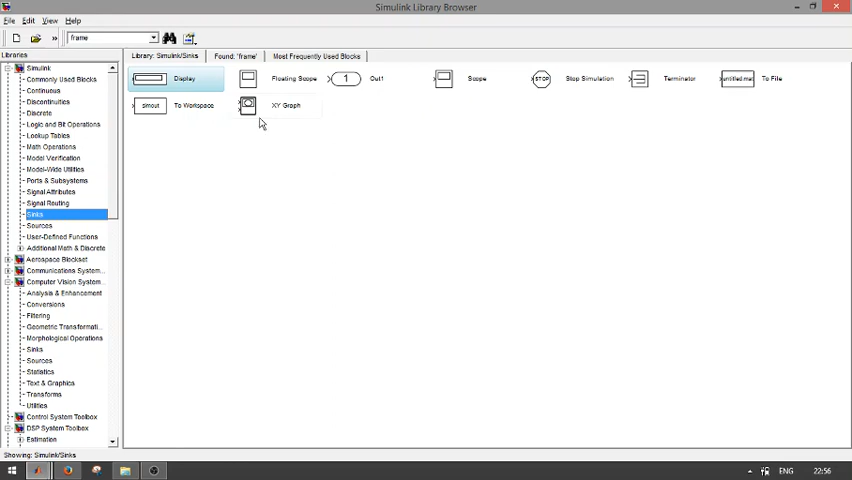 Simulink Library Browser
File Edit View Help
» frame
Libraries
Library: Simulink/Sinks Found: 'frame' Most Frequently Used Blocks
Simulink
Commonly Used Blocks
Continuous
Discontinuities
Discrete
Logic and Bit Operations
Lookup Tables
Math Operations
Model Verification
Model-Wide Utilities
Ports & Subsystems
Signal Attributes
Signal Routing
Sinks
Sources
User-Defined Functions
Additional Math & Discrete
Aerospace Blockset
Communications System...
Computer Vision System...
Analysis & Enhancement
Conversions
Filtering
Geometric Transformati...
Morphological Operations
Sinks
Sources
Statistics
Text & Graphics
Transforms
Utilities
Control System Toolbox
DSP System Toolbox
Estimation
Display Floating Scope 1 Out1 Scope STOP Stop Simulation Terminator untitled.mat To File
simout To Workspace XY Graph
Showing: Simulink/Sinks
ENG 22:56